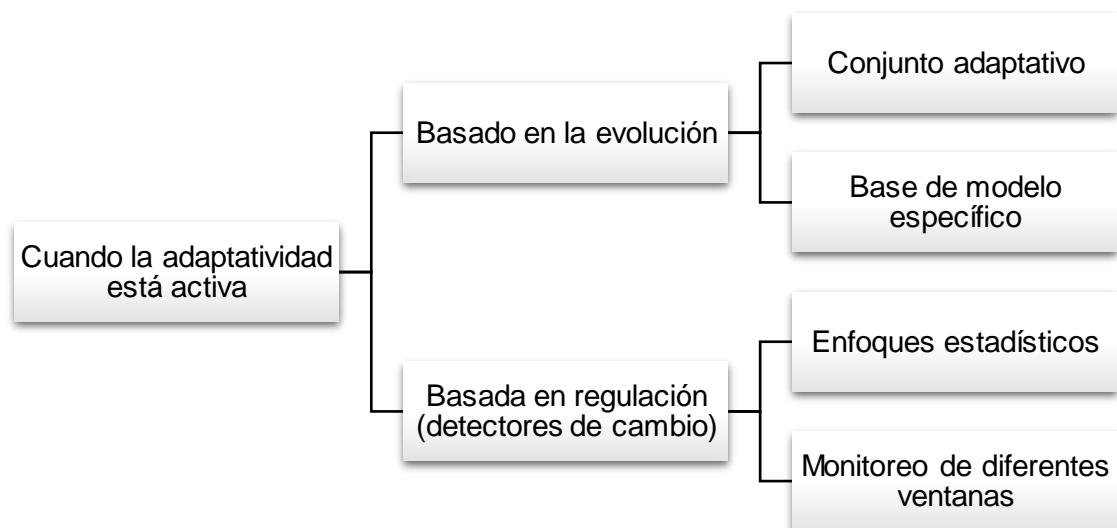 Conjunto adaptativo
Basado en la evolución
Base de modelo
específico
Cuando la adaptatividad
está activa
Enfoques estadísticos
Basada en regulación
(detectores de cambio)
Monitoreo de diferentes
ventanas